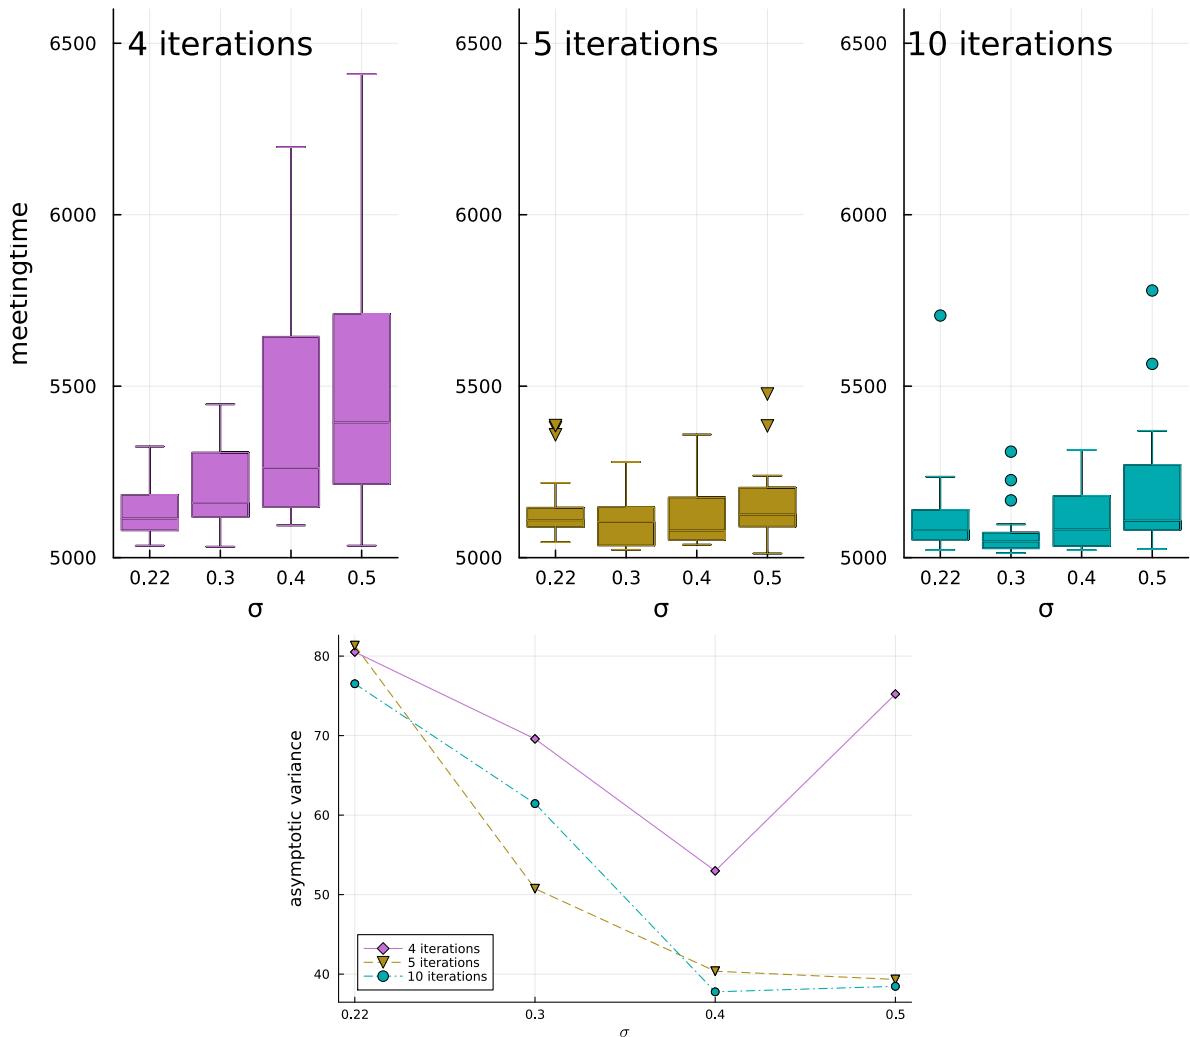 4 iterations
5 iterations
10 iterations
meetingtime
6500
6000
5500
5000
0.22 0.3 0.4 0.5
σ
6500
6000
5500
5000
0.22 0.3 0.4 0.5
σ
6500
6000
5500
5000
0.22 0.3 0.4 0.5
σ
asymptotic variance
80
70
60
50
40
4 iterations
5 iterations
10 iterations
0.22 0.3 0.4 0.5
σ